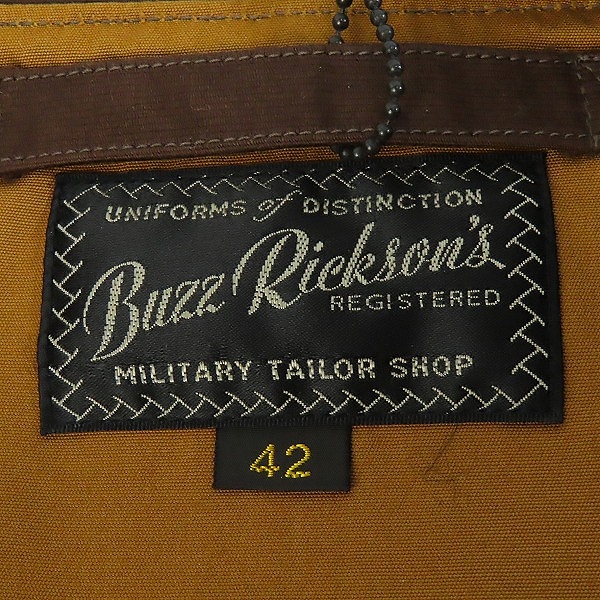 UNIFORMS of DISTINCTION
Buzz Rickson's
REGISTERED
MILITARY TAILOR SHOP
42